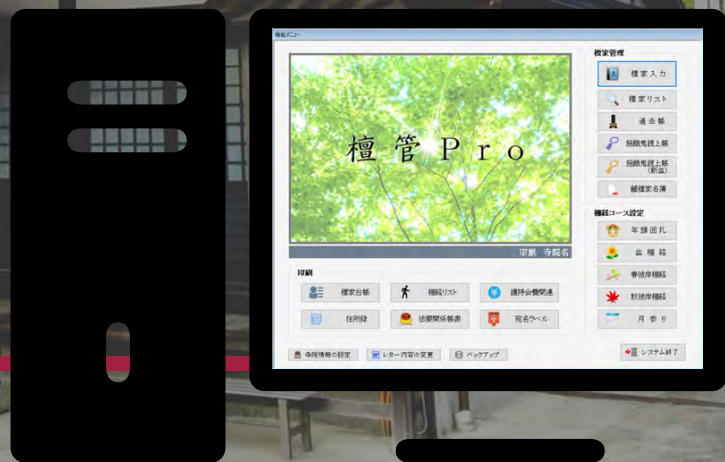 機能メニュー
檀管Pro
宗派 寺院名
檀家管理
檀家入力
檀家リスト
過去帳
施餓鬼読上帳
施餓鬼読上帳
(新盆)
離檀家名簿
棚経コース設定
年頭回礼
盆棚経
春彼岸棚経
秋彼岸棚経
月参り
印刷
檀家台帳
棚経リスト
護持会費関連
住所録
法要関係帳表
宛名ラベル
寺院情報の設定
レター内容の変更
バックアップ
システム終了